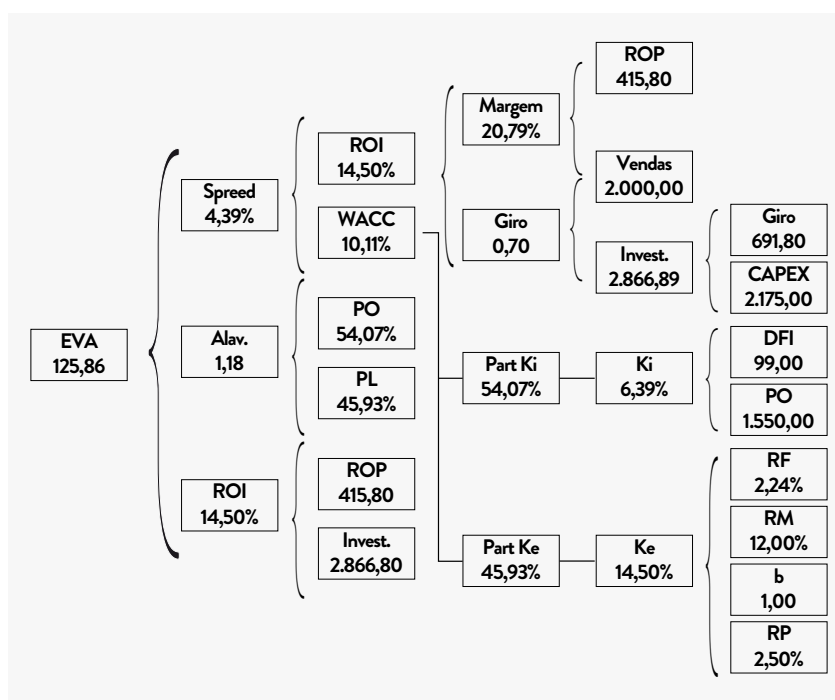 ROP
415,80
Margem
20,79%
ROI
14,50%
Vendas
2.000,00
Spreed
4,39%
WACC
10,11%
Giro
0,70
Giro
691,80
Invest.
2.866,89
CAPEX
2.175,00
EVA
125,86
Alav.
1,18
PO
54,07%
PL
45,93%
Part Ki
54,07%
Ki
6,39%
DFI
99,00
PO
1.550,00
ROI
14,50%
ROP
415,80
Invest.
2.866,80
Part Ke
45,93%
Ke
14,50%
RF
2,24%
RM
12,00%
b
1,00
RP
2,50%